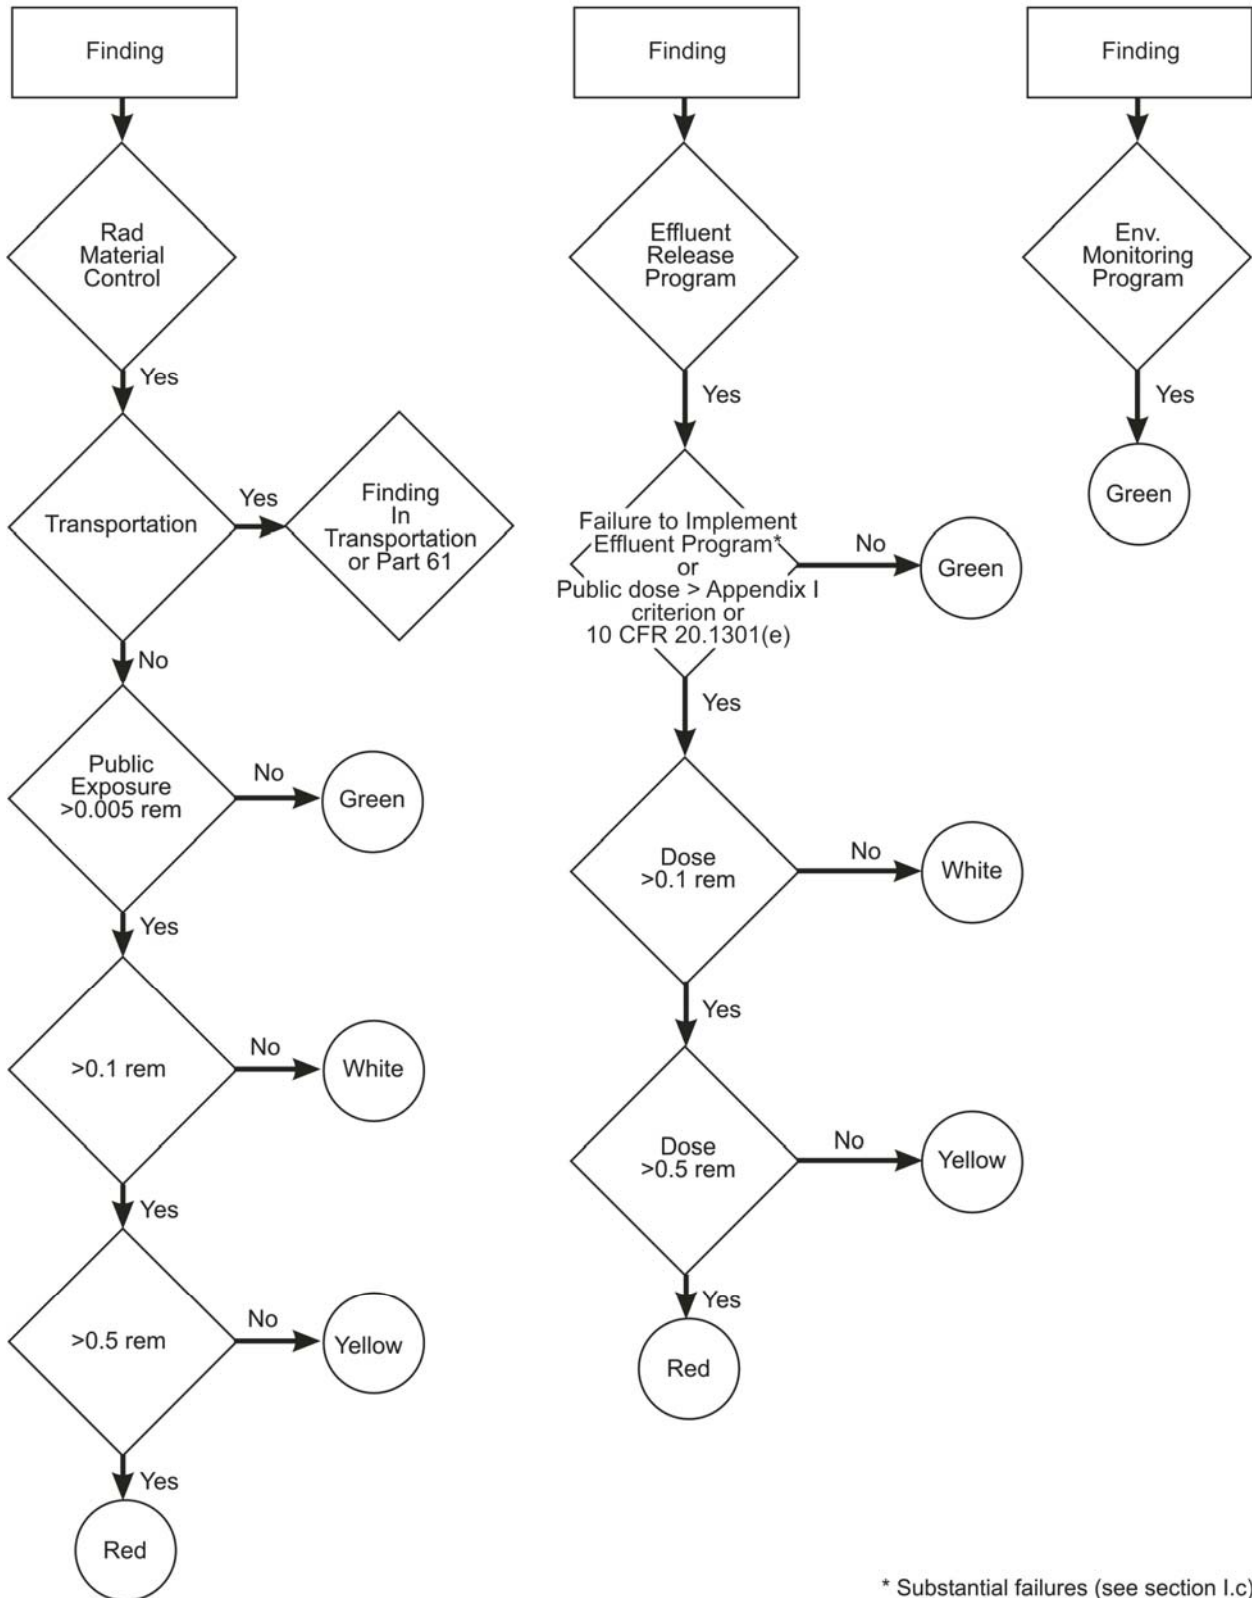 Finding
Rad
Material
Control
Yes
Transportation
Yes
Finding
In
Transportation
or Part 61
No
Public
Exposure
>0.005 rem
No
Green
Yes
>0.1 rem
No
White
Yes
>0.5 rem
No
Yellow
Yes
Red
Finding
Effluent
Release
Program
Yes
Failure to Implement
Effluent Program*
or
Public dose > Appendix I
criterion or
10 CFR 20.1301(e)
No
Green
Yes
Dose
>0.1 rem
No
White
Yes
Dose
>0.5 rem
No
Yellow
Yes
Red
Finding
Env.
Monitoring
Program
Yes
Green
* Substantial failures (see section I.c)